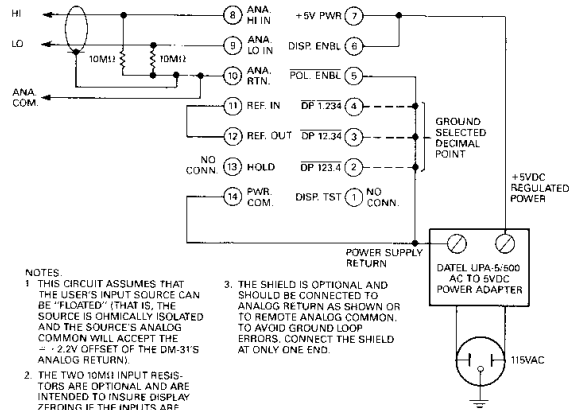 HI
8 ANA. HI IN
+5V PWR 7
LO
9 ANA. LO IN
DISP. ENBL 6
10MΩ
10MΩ
10 ANA. RTN.
POL. ENBL 5
ANA. COM.
11 REF. IN
DP 1.234 4
12 REF. OUT
DP 12.34 3
GROUND
SELECTED
DECIMAL
POINT
NO CONN.
13 HOLD
DP 123.4 2
14 PWR. COM.
DISP. TST 1
NO CONN.
+5VDC
REGULATED
POWER
POWER SUPPLY
RETURN
DATEL UPA-5/500
AC TO 5VDC
POWER ADAPTER
115VAC
NOTES:
1 THIS CIRCUIT ASSUMES THAT
THE USER'S INPUT SOURCE CAN
BE "FLOATED" (THAT IS, THE
SOURCE IS OHMICALLY ISOLATED
AND THE SOURCE'S ANALOG
COMMON WILL ACCEPT THE
2.2V OFFSET OF THE DM-31'S
ANALOG RETURN).
2. THE TWO 10MΩ INPUT RESIS-
TORS ARE OPTIONAL AND ARE
INTENDED TO INSURE DISPLAY
ZEROING IF THE INPUTS ARE
3. THE SHIELD IS OPTIONAL AND
SHOULD BE CONNECTED TO
ANALOG RETURN AS SHOWN OR
TO REMOTE ANALOG COMMON.
TO AVOID GROUND LOOP
ERRORS, CONNECT THE SHIELD
AT ONLY ONE END.